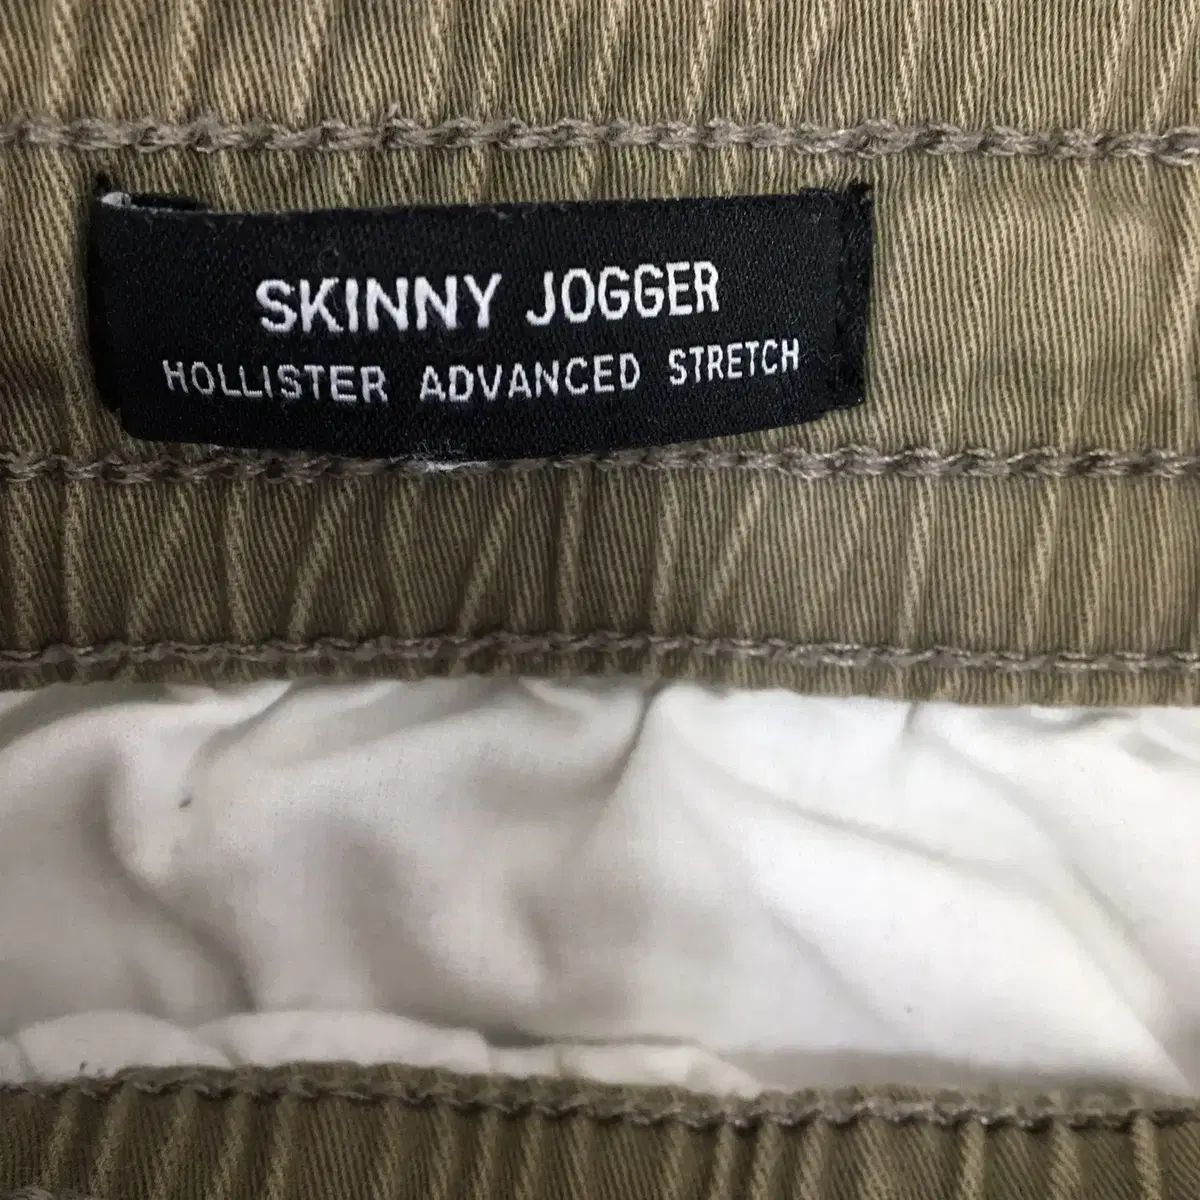 SKINNY JOGGER
HOLLISTER ADVANCED STRETCH